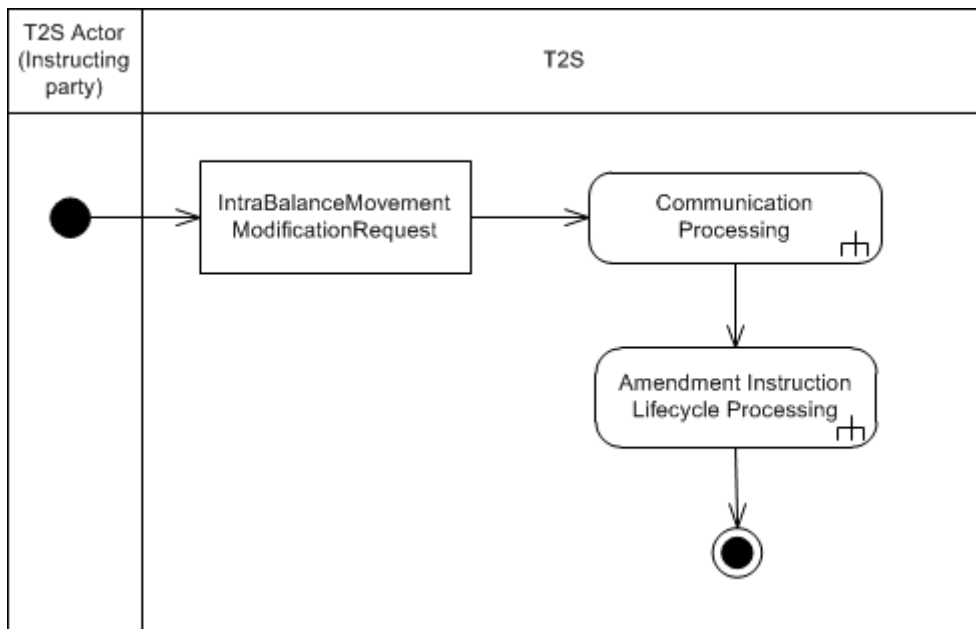 T2S Actor
(Instructing
party)
T2S
IntraBalanceMovement
ModificationRequest
Communication
Processing
Amendment Instruction
Lifecycle Processing